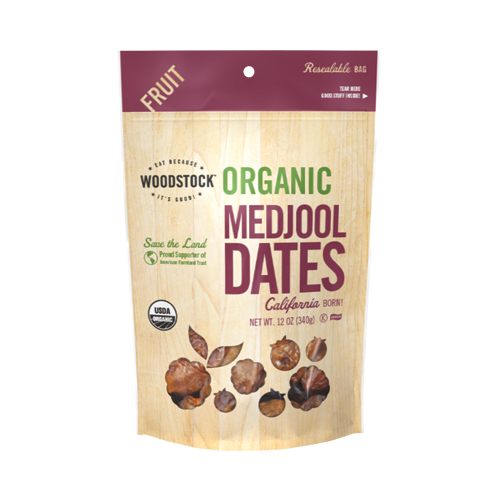 FRUIT
Resealable BAG
TEAR HERE
GOOD STUFF INSIDE!
EAT BECAUSE
WOODSTOCK™
IT'S GOOD!
ORGANIC
MEDJOOL
DATES
Save the Land
Proud Supporter of
American Farmland Trust
California BORN!
USDA
ORGANIC
NET WT. 12 OZ (340g)
K